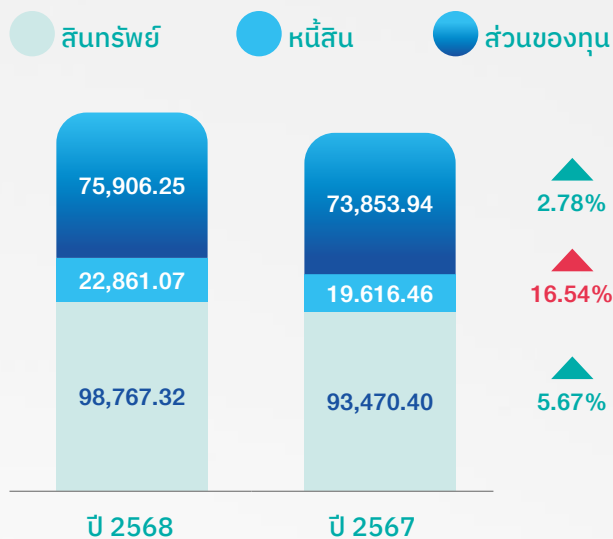 สินทรัพย์ หนี้สิน ส่วนของทุน
75,906.25 73,853.94 2.78%
22,861.07 19.616.46 16.54%
98,767.32 93,470.40 5.67%
ปี 2568 ปี 2567